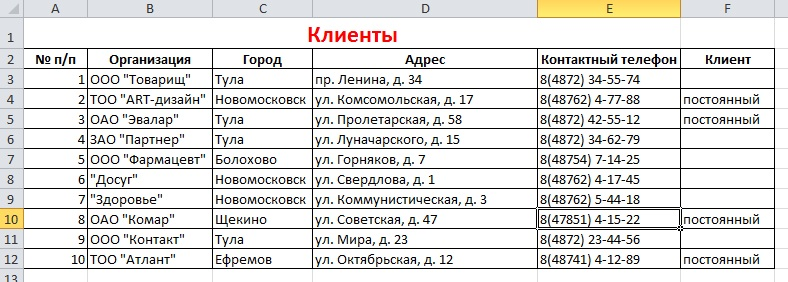 A B C D E F
1 Клиенты
2 № п/п Организация Город Адрес Контактный телефон Клиент
3 1 ООО "Товарищ" Тула пр. Ленина, д. 34 8(4872) 34-55-74
4 2 ТОО "ART-дизайн" Новомосковск ул. Комсомольская, д. 17 8(48762) 4-77-88 постоянный
5 3 ОАО "Эвалар" Тула ул. Пролетарская, д. 58 8(4872) 42-55-12 постоянный
6 4 ЗАО "Партнер" Тула ул. Луначарского, д. 15 8(4872) 34-62-79
7 5 ООО "Фармацевт" Болохово ул. Горняков, д. 7 8(48754) 7-14-25
8 6 "Досуг" Новомосковск ул. Свердлова, д. 1 8(48762) 4-17-45
9 7 "Здоровье" Новомосковск ул. Коммунистическая, д. 3 8(48762) 5-44-18
10 8 ОАО "Комар" Щекино ул. Советская, д. 47 8(47851) 4-15-22 постоянный
11 9 ООО "Контакт" Тула ул. Мира, д. 23 8(4872) 23-44-56
12 10 ТОО "Атлант" Ефремов ул. Октябрьская, д. 12 8(48741) 4-12-89 постоянный
13